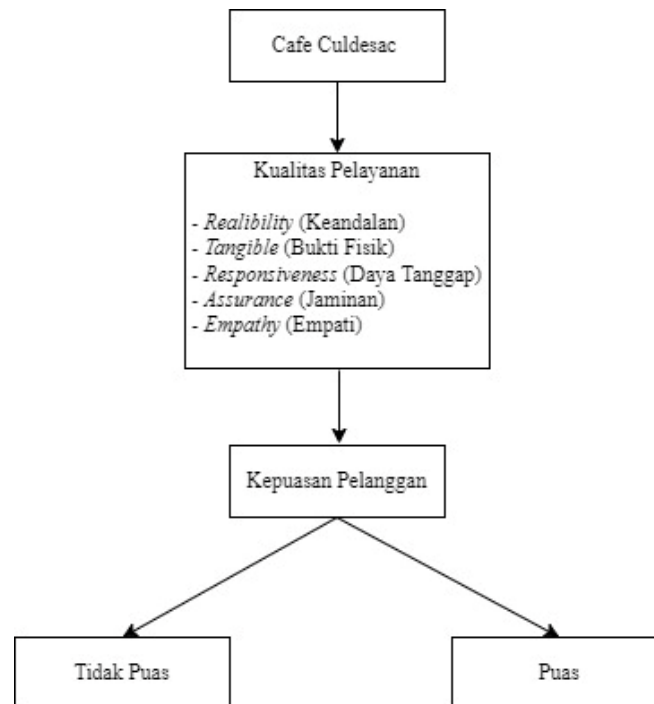 Cafe Culdesac
Kualitas Pelayanan
- Realibility (Keandalan)
- Tangible (Bukti Fisik)
- Responsiveness (Daya Tanggap)
- Assurance (Jaminan)
- Empathy (Empati)
Kepuasan Pelanggan
Tidak Puas
Puas